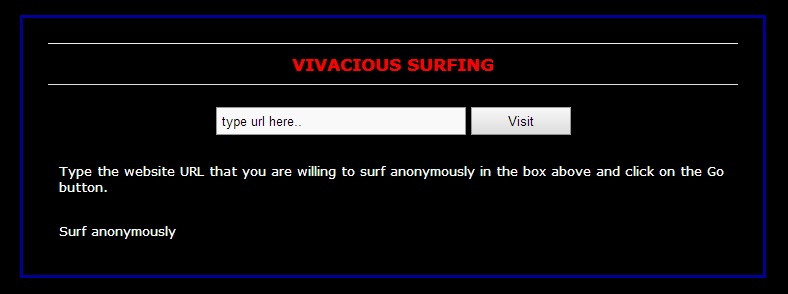 VIVACIOUS SURFING
type url here.. Visit
Type the website URL that you are willing to surf anonymously in the box above and click on the Go
button.
Surf anonymously